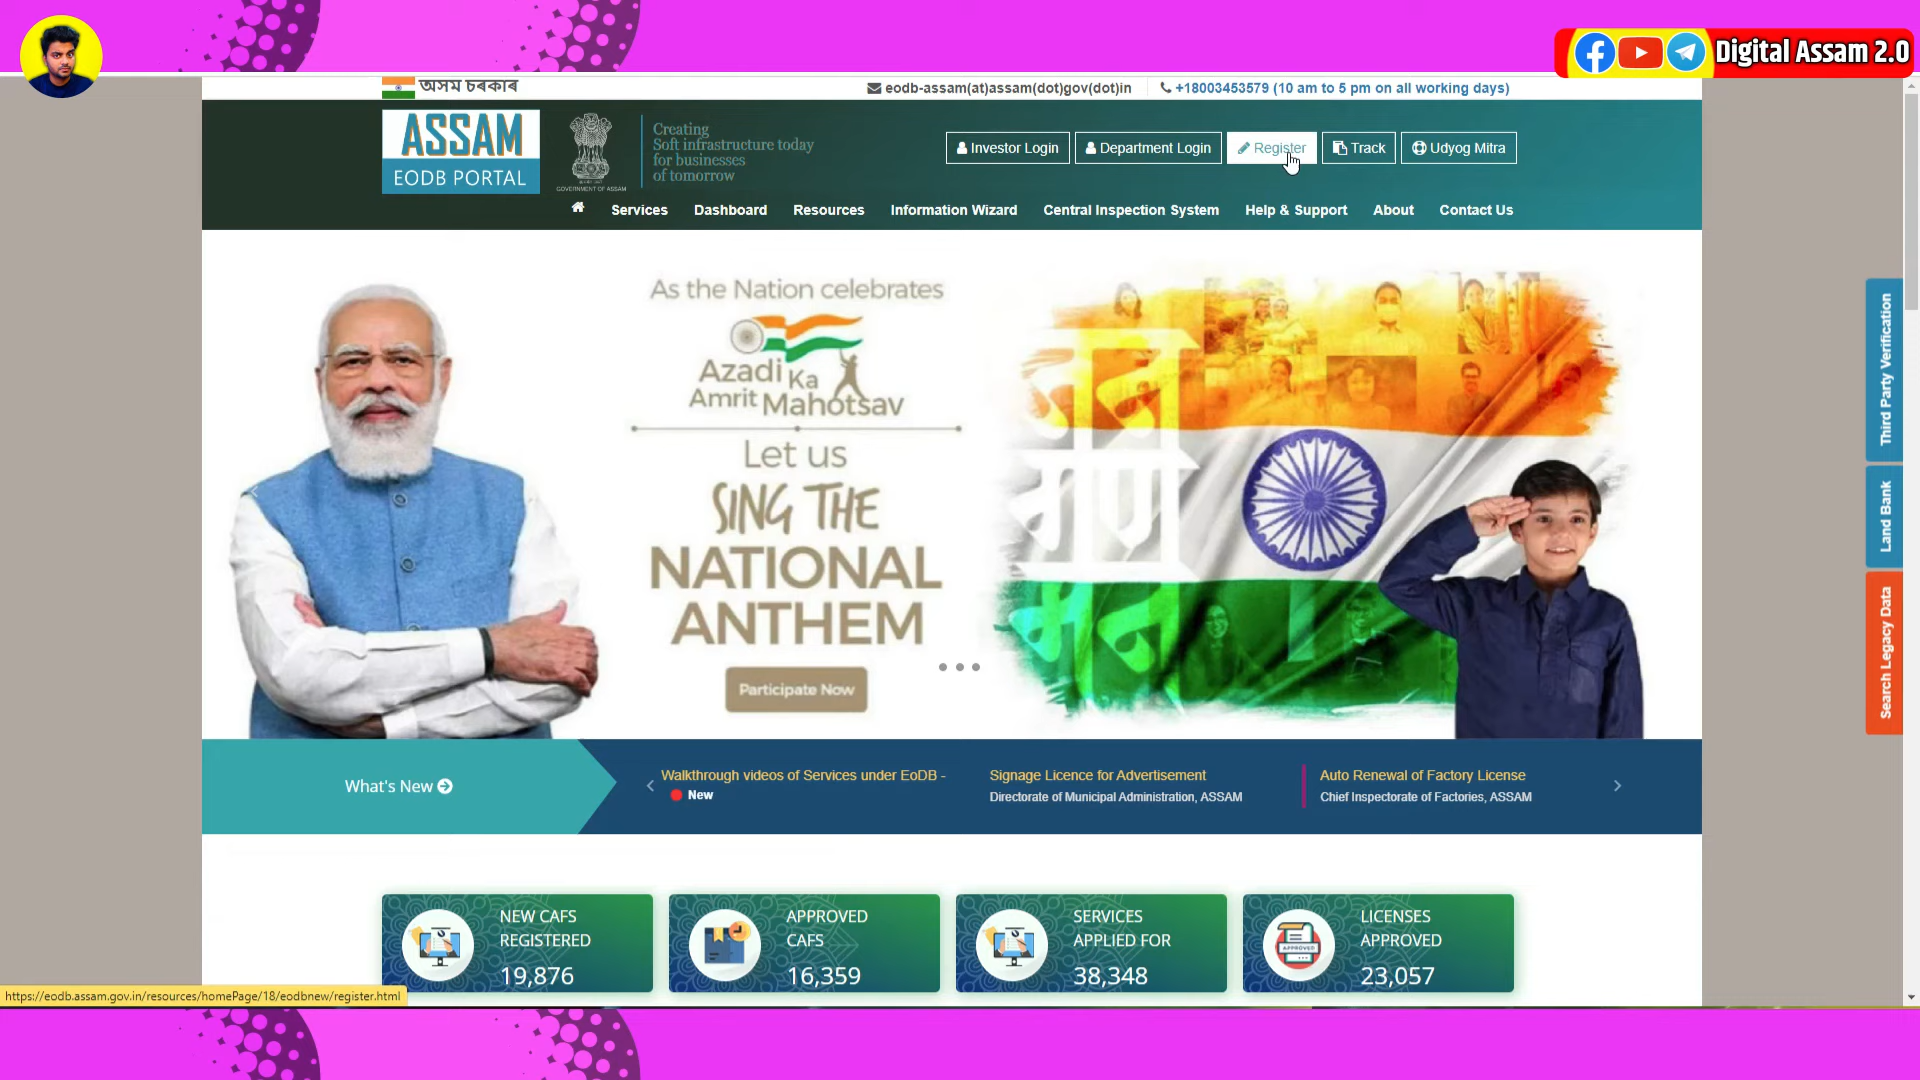 Digital Assam 2.0
অসম চৰকাৰ
eodb-assam(at)assam(dot)gov(dot)in
+18003453579 (10 am to 5 pm on all working days)
ASSAM
EODB PORTAL
GOVERNMENT OF ASSAM
Creating
Soft infrastructure today
for businesses
of tomorrow
Investor Login
Department Login
Register
Track
Udyog Mitra
Services
Dashboard
Resources
Information Wizard
Central Inspection System
Help & Support
About
Contact Us
As the Nation celebrates
Azadi Ka
Amrit Mahotsav
Let us
SING THE
NATIONAL
ANTHEM
Participate Now
जन
गण
मन
Third Party Verification
Land Bank
Search Legacy Data
What's New
Walkthrough videos of Services under EoDB -
New
Signage Licence for Advertisement
Directorate of Municipal Administration, ASSAM
Auto Renewal of Factory License
Chief Inspectorate of Factories, ASSAM
NEW CAFS
REGISTERED
19,876
APPROVED
CAFS
16,359
SERVICES
APPLIED FOR
38,348
APPROVED
LICENSES
APPROVED
23,057
https://eodb.assam.gov.in/resources/homePage/18/eodbnew/register.html